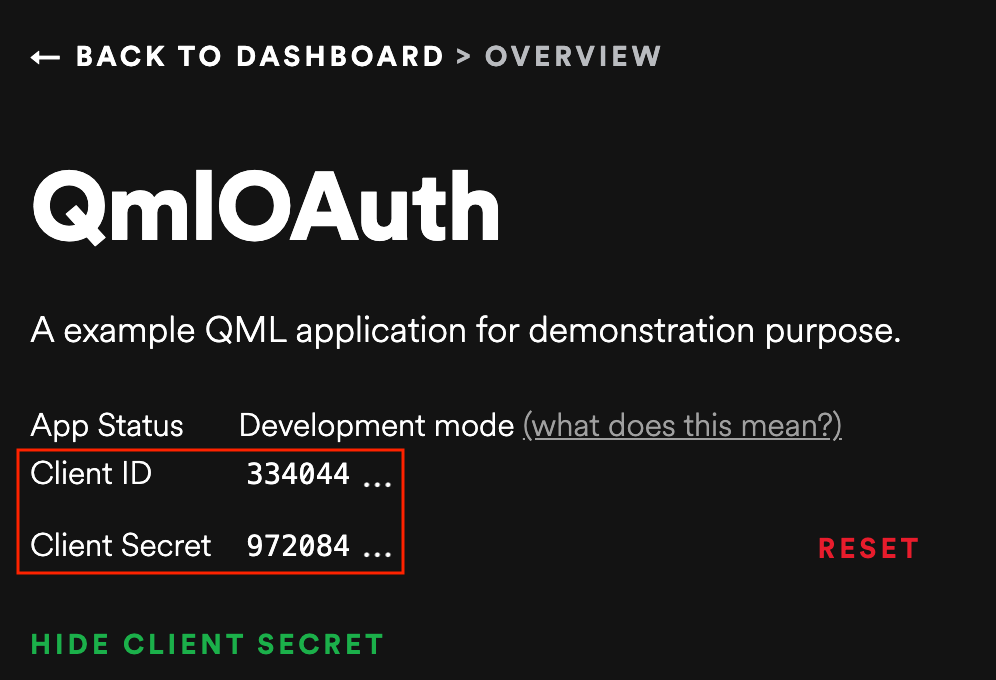 ← BACK TO DASHBOARD > OVERVIEW
QmlOAuth
A example QML application for demonstration purpose.
App Status Development mode (what does this mean?)
Client ID 334044 ...
Client Secret 972084 ... RESET
HIDE CLIENT SECRET